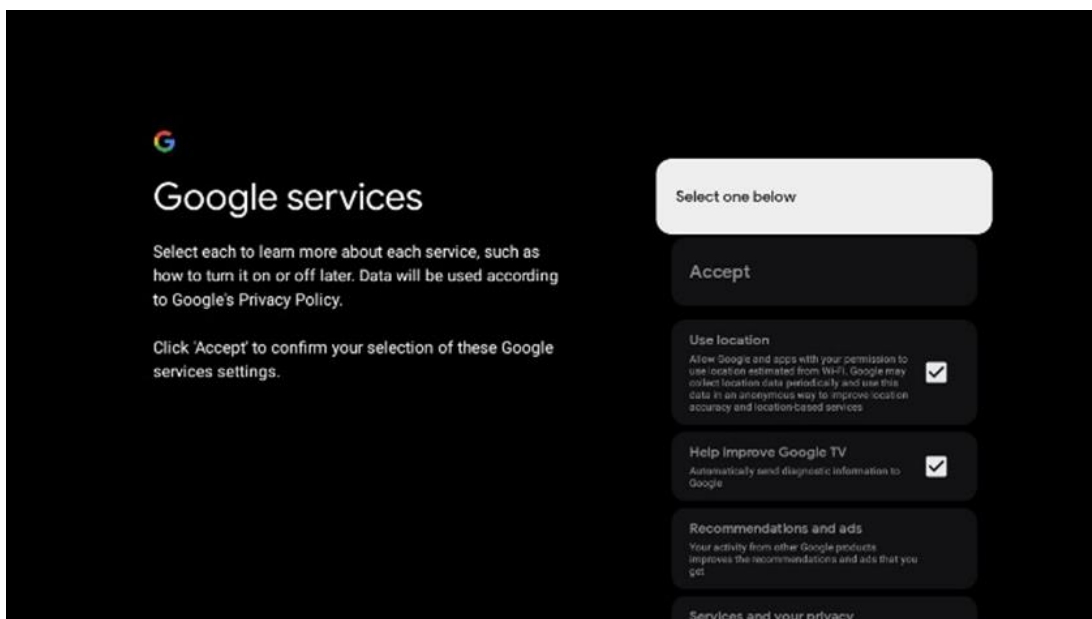 Google services
Select each to learn more about each service, such as
how to turn it on or off later. Data will be used according
to Google's Privacy Policy.
Click 'Accept' to confirm your selection of these Google
services settings.
Select one below
Accept
Use location
Allow Google and apps with your permission to
use location estimated from Wi-Fi. Google may
collect location data periodically and use this
data in an anonymous way to improve location
accuracy and location-based services
Help improve Google TV
Automatically send diagnostic information to
Google
Recommendations and ads
Your activity from other Google products
improves the recommendations and ads that you
get
Services and your privacy